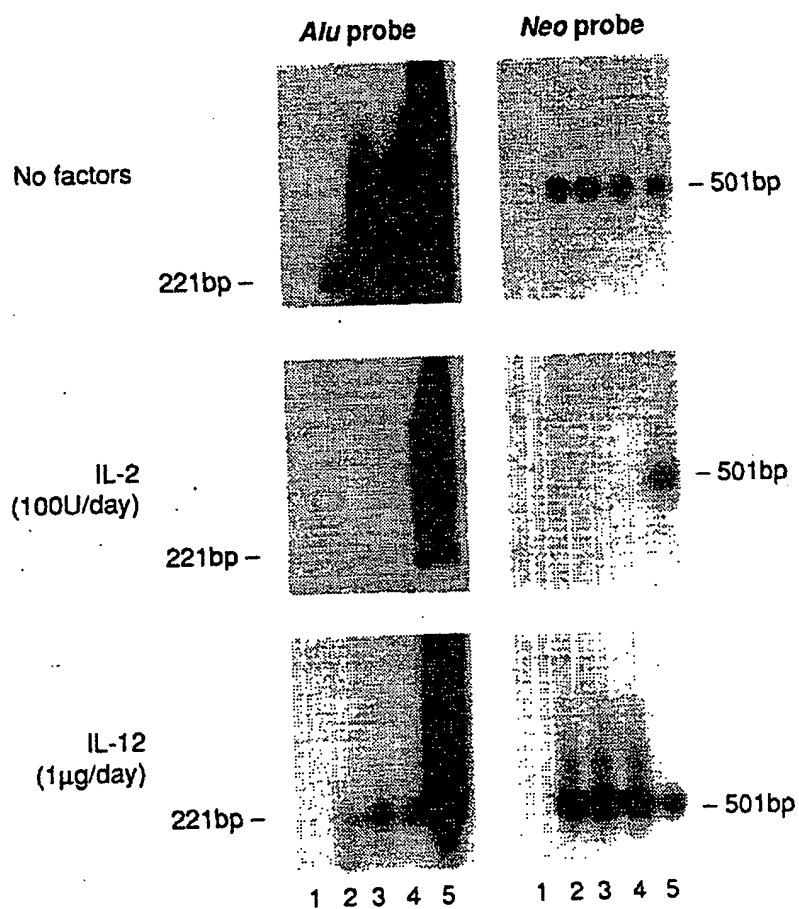 Alu probe
Neo probe
No factors
221bp –
– 501bp
IL-2
(100U/day)
221bp –
– 501bp
IL-12
(1µg/day)
221bp –
– 501bp
1 2 3 4 5
1 2 3 4 5